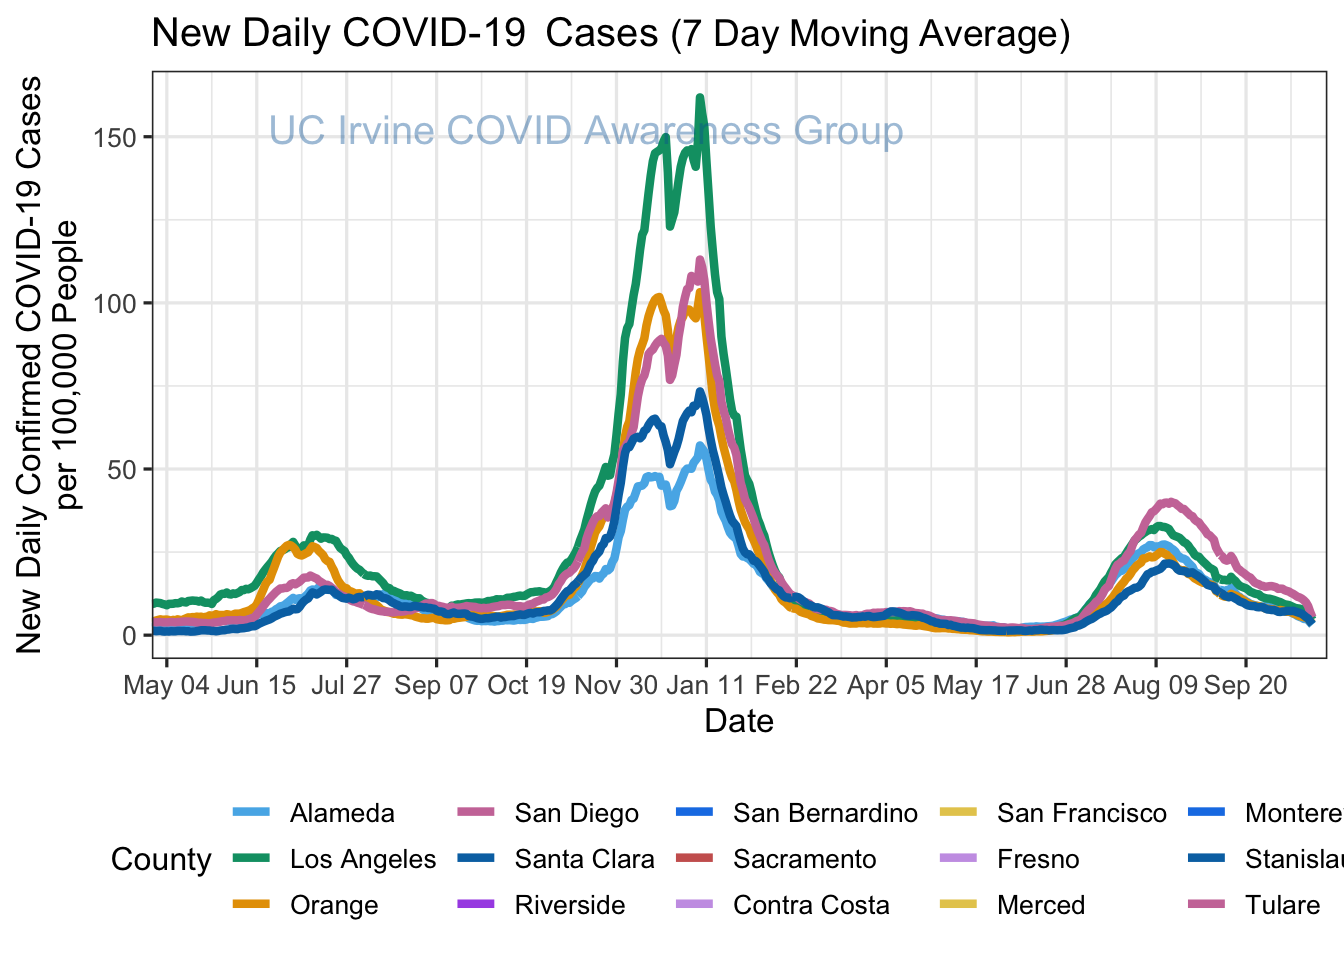 New Daily COVID-19 Cases (7 Day Moving Average)
UC Irvine COVID Awareness Group
New Daily Confirmed COVID-19 Cases
per 100,000 People
150
100
50
0
May 04 Jun 15 Jul 27 Sep 07 Oct 19 Nov 30 Jan 11 Feb 22 Apr 05 May 17 Jun 28 Aug 09 Sep 20
Date
County
Alameda San Diego San Bernardino San Francisco Montere
Los Angeles Santa Clara Sacramento Fresno Stanislau
Orange Riverside Contra Costa Merced Tulare